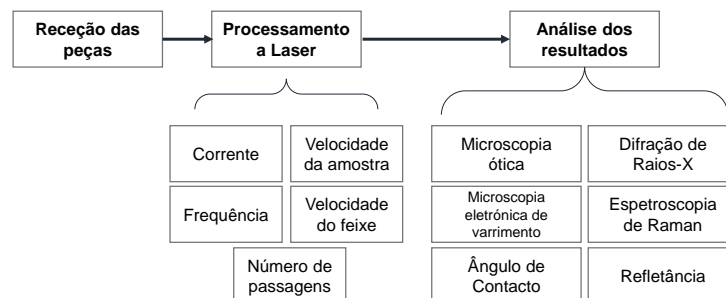 Receção das
peças
Processamento
a Laser
Análise dos
resultados
Corrente
Velocidade
da amostra
Frequência
Velocidade
do feixe
Número de
passagens
Microscopia
ótica
Difração de
Raios-X
Microscopia
eletrónica de
varrimento
Espetroscopia
de Raman
Ângulo de
Contacto
Refletância